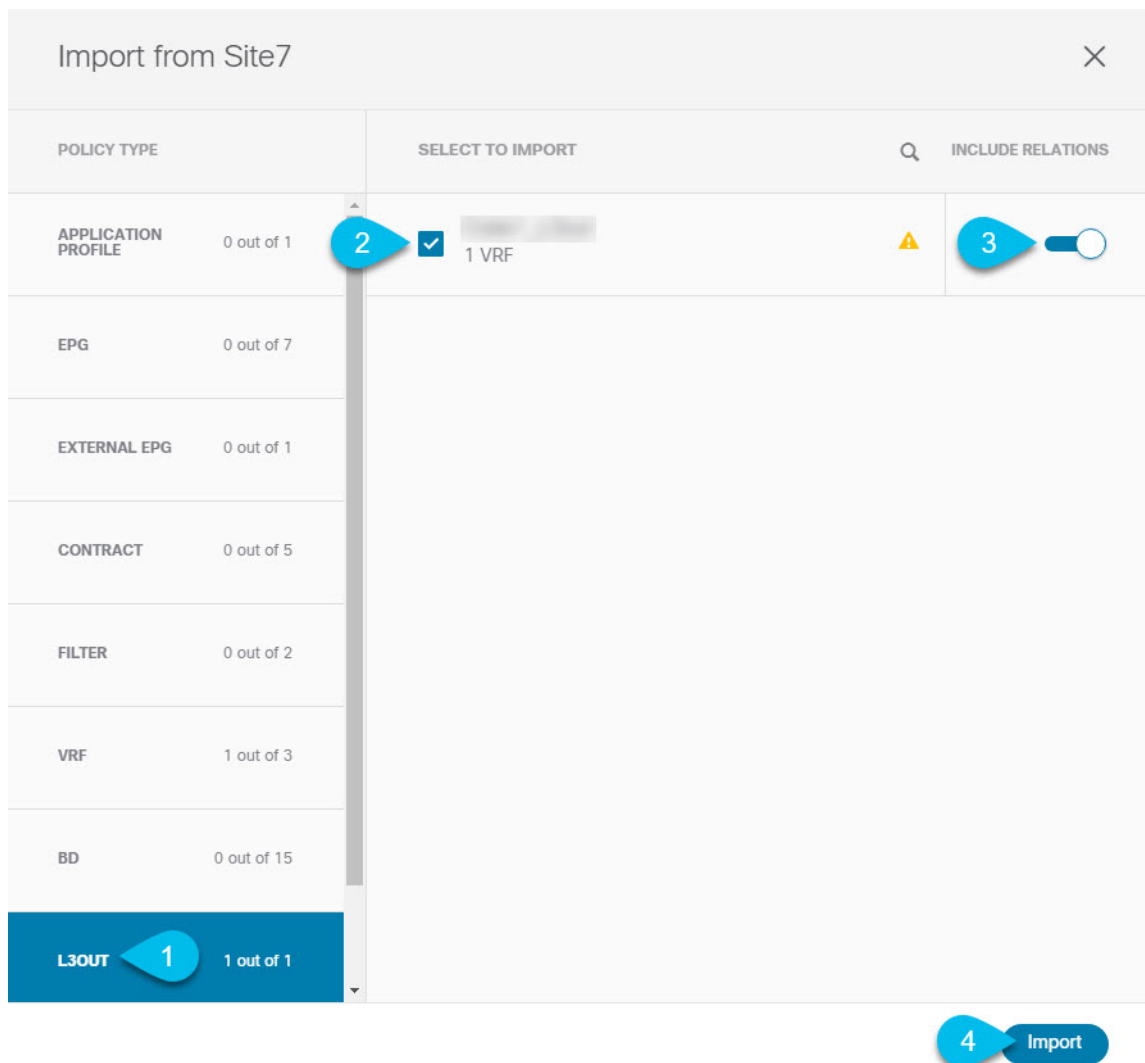 Import from Site7
POLICY TYPE
SELECT TO IMPORT
INCLUDE RELATIONS
APPLICATION PROFILE 0 out of 1
2
1 VRF
3
EPG 0 out of 7
EXTERNAL EPG 0 out of 1
CONTRACT 0 out of 5
FILTER 0 out of 2
VRF 1 out of 3
BD 0 out of 15
L3OUT 1 1 out of 1
4 Import